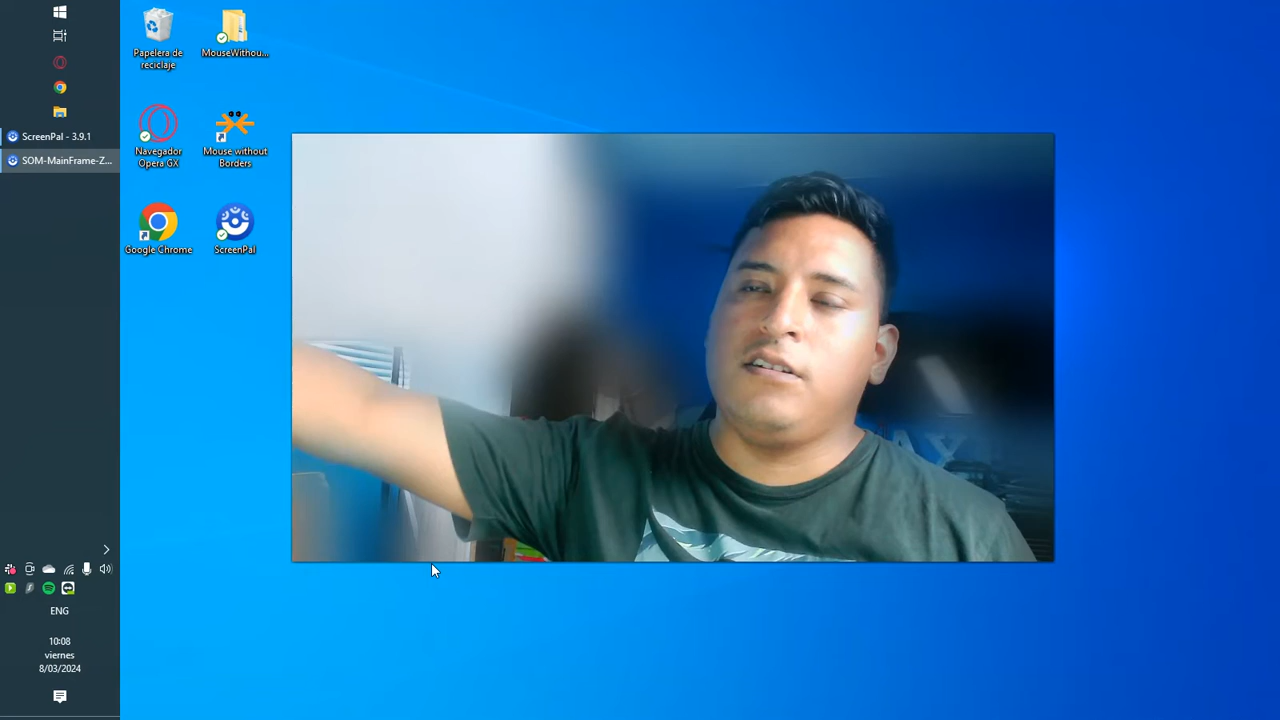 Papelera de
reciclaje
MouseWithou...
Navegador
Opera GX
Mouse without
Borders
Google Chrome
ScreenPal
ScreenPal - 3.9.1
SOM-MainFrame-Z...
ENG
10:08
viernes
8/03/2024